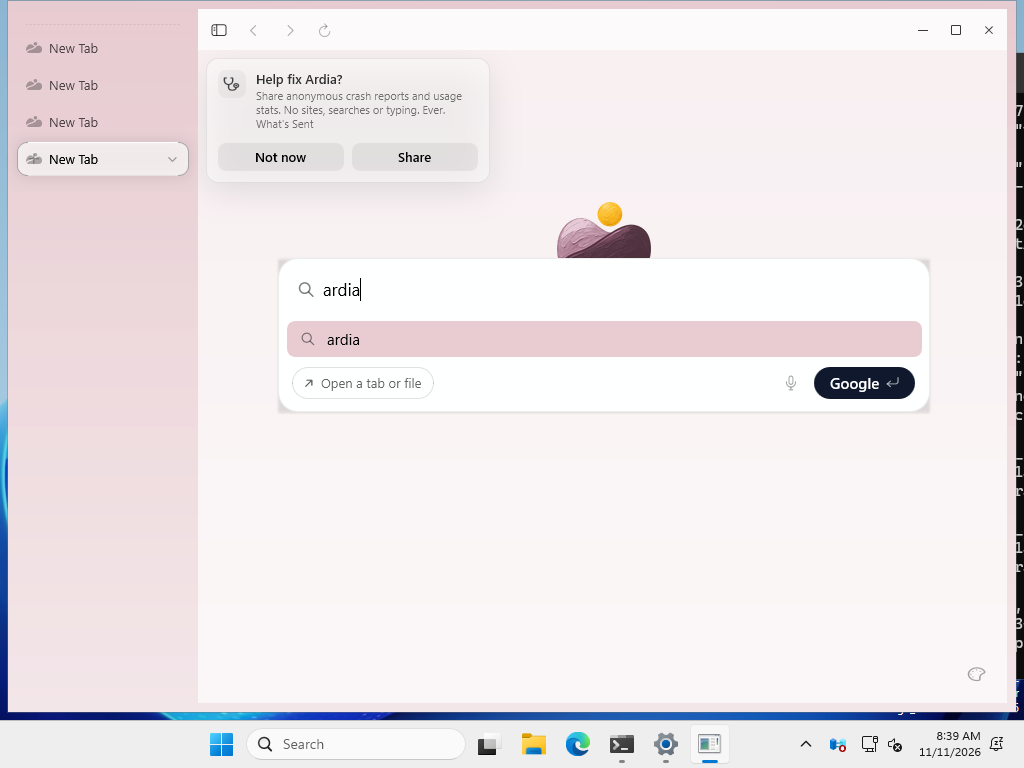 New Tab
New Tab
New Tab
New Tab
Help fix Ardia?
Share anonymous crash reports and usage
stats. No sites, searches or typing. Ever.
What's Sent
Not now
Share
ardia
ardia
Open a tab or file
Google
Search
8:39 AM
11/11/2026